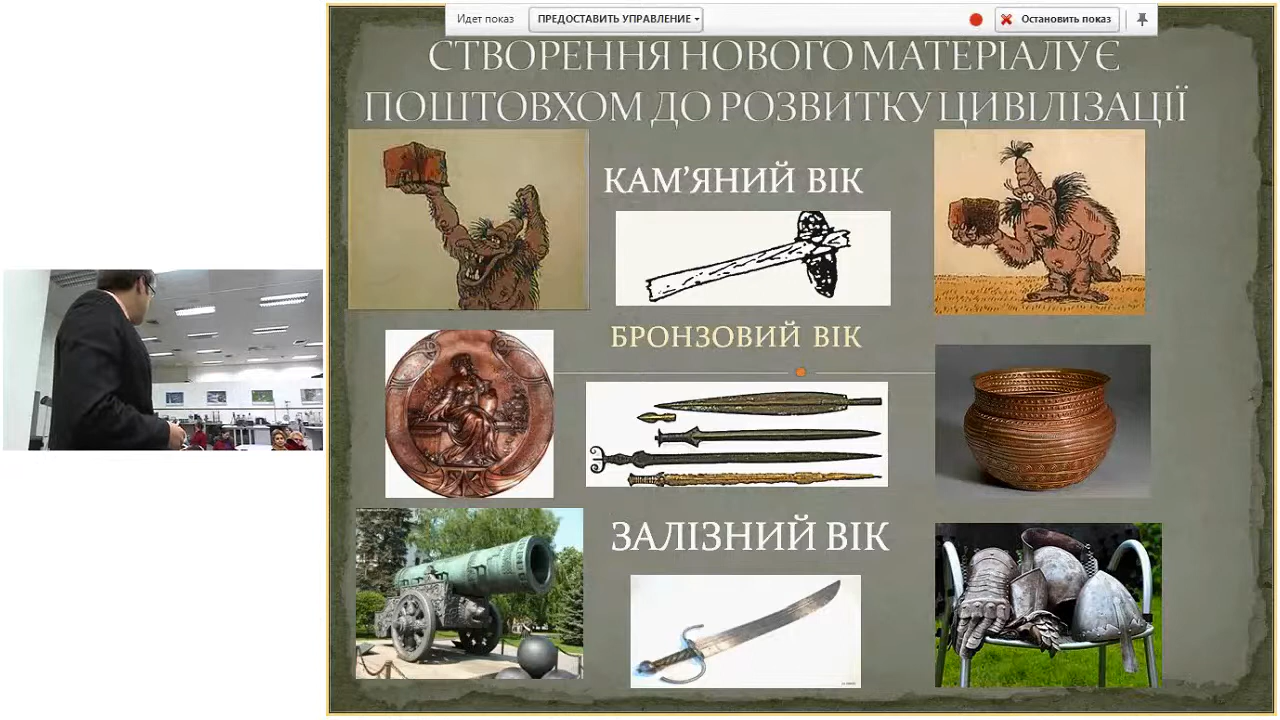 Идет показ
ПРЕДОСТАВИТЬ УПРАВЛЕНИЕ
Остановить показ
СТВОРЕННЯ НОВОГО МАТЕРІАЛУ Є
ПОШТОВХОМ ДО РОЗВИТКУ ЦИВІЛІЗАЦІЇ
КАМ’ЯНИЙ ВІК
БРОНЗОВИЙ ВІК
ЗАЛІЗНИЙ ВІК